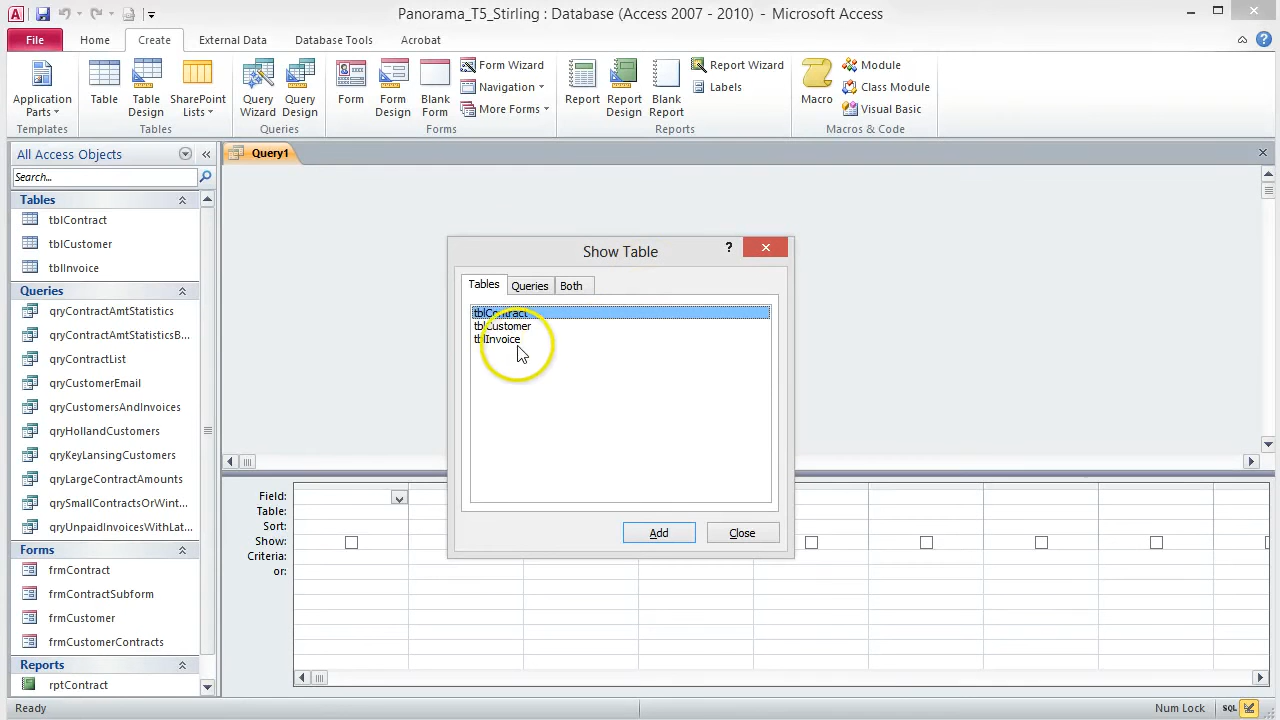 Panorama_T5_Stirling : Database (Access 2007 - 2010) - Microsoft Access
File Home Create External Data Database Tools Acrobat
Application Parts
Table
Table Design
SharePoint Lists
Query Wizard
Query Design
Form
Form Design
Blank Form
Form Wizard
Navigation
More Forms
Report
Report Design
Blank Report
Report Wizard
Labels
Macro
Module
Class Module
Visual Basic
Templates Tables Queries Forms Reports Macros & Code
All Access Objects
Search...
Tables
tblContract
tblCustomer
tblInvoice
Queries
qryContractAmtStatistics
qryContractAmtStatisticsB...
qryContractList
qryCustomerEmail
qryCustomersAndInvoices
qryHollandCustomers
qryKeyLansingCustomers
qryLargeContractAmounts
qrySmallContractsOrWint...
qryUnpaidInvoicesWithLat...
Forms
frmContract
frmContractSubform
frmCustomer
frmCustomerContracts
Reports
rptContract
Query1
Show Table
?
Tables Queries Both
tblContract
tblCustomer
tblInvoice
Add Close
Field:
Table:
Sort:
Show:
Criteria:
or:
Ready
Num Lock
SQL